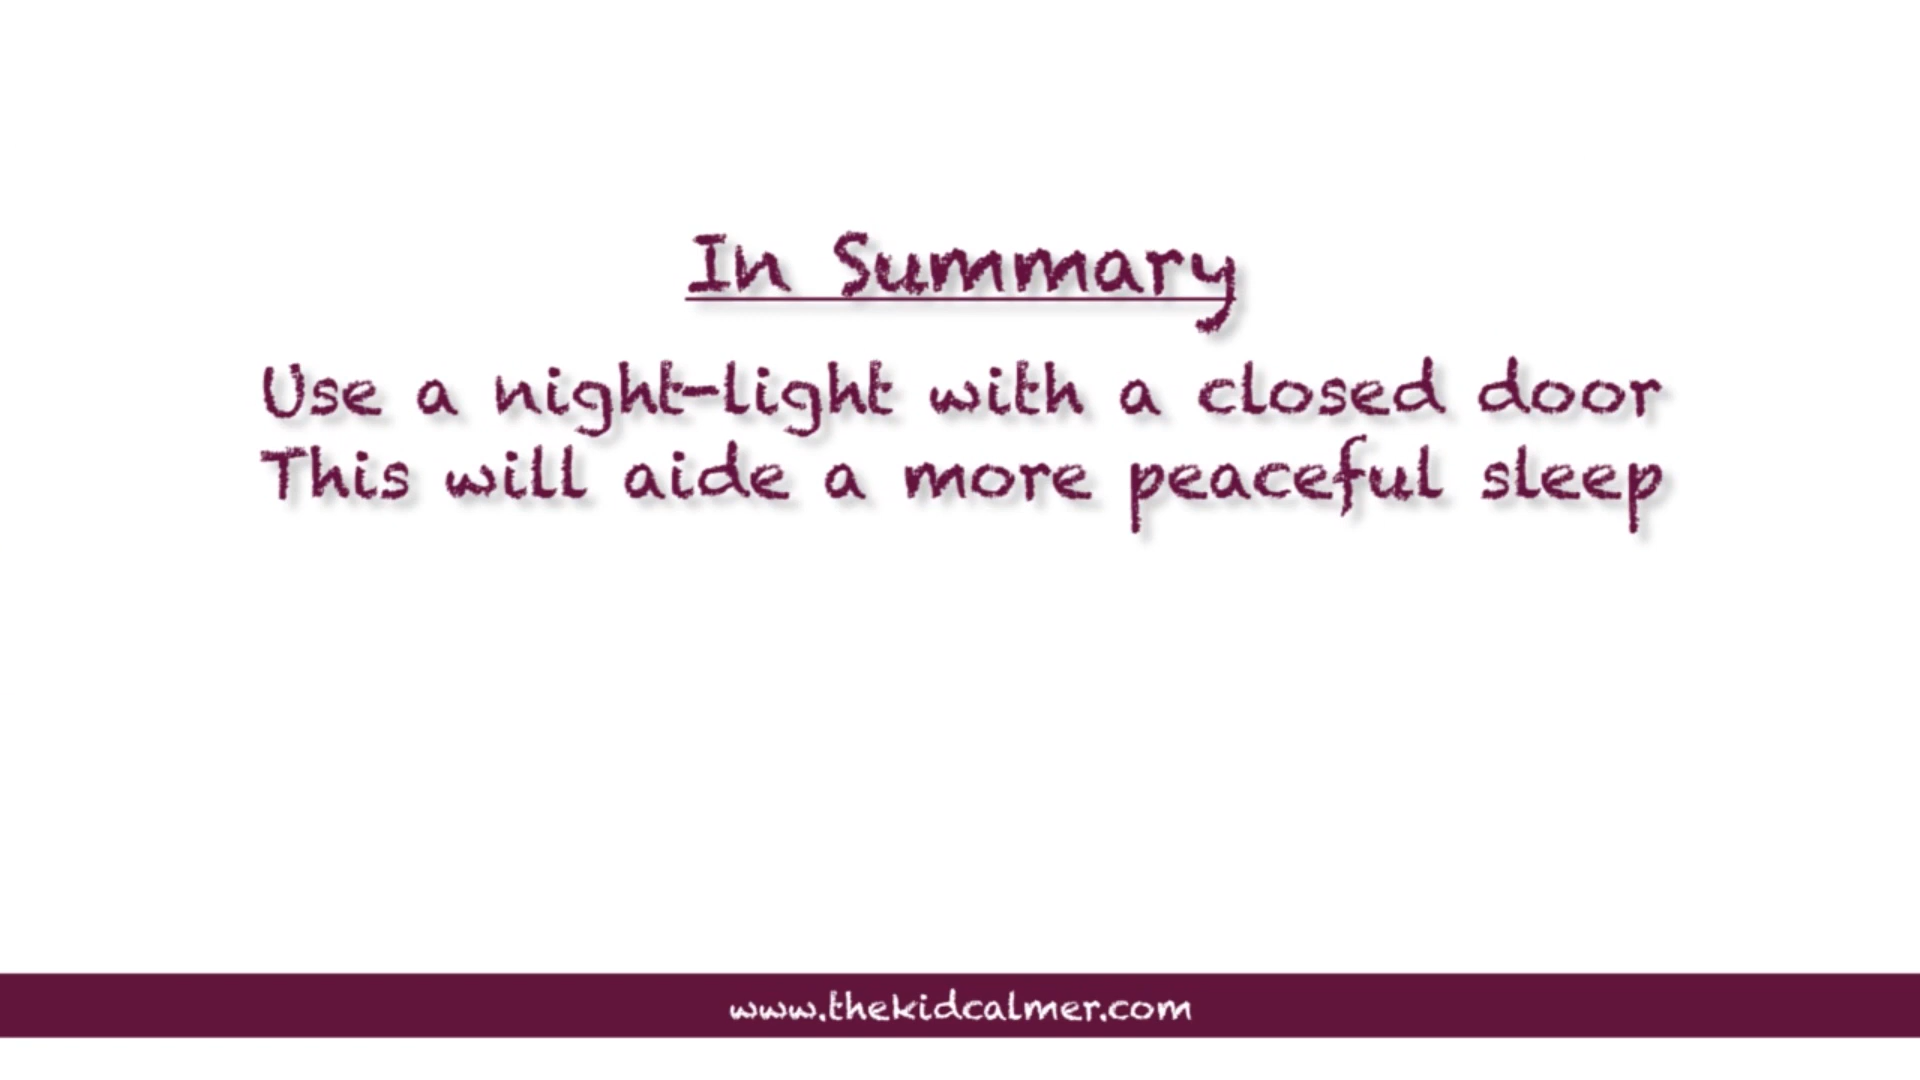 In Summary
Use a night-light with a closed door
This will aide a more peaceful sleep
www.thekidcalmer.com